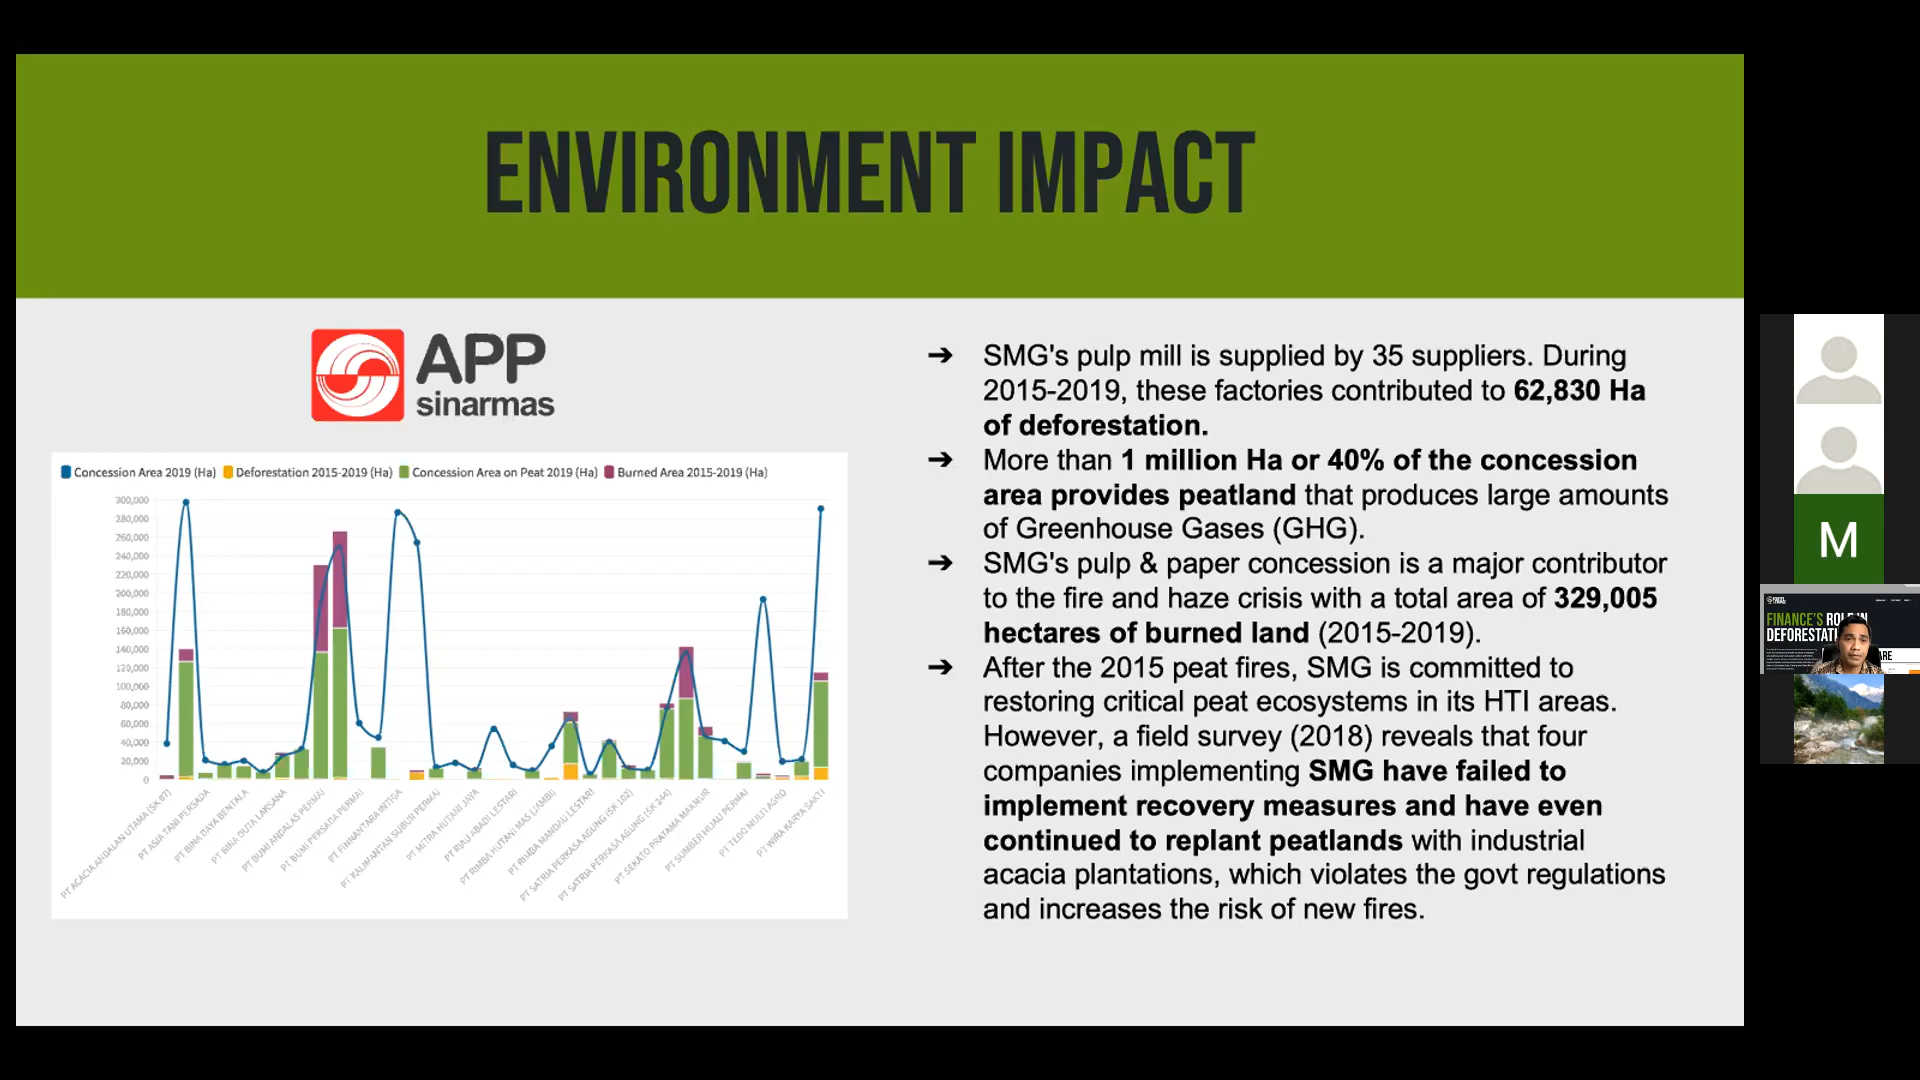 ENVIRONMENT IMPACT
APP
sinarmas
Concession Area 2019 (Ha) Deforestation 2015-2019 (Ha) Concession Area on Peat 2019 (Ha) Burned Area 2015-2019 (Ha)
300,000
280,000
260,000
240,000
220,000
200,000
180,000
160,000
140,000
120,000
100,000
80,000
60,000
40,000
20,000
0
PT ACACIA ANDALAN UTAMA (SK 87)
PT ASIA TANI PERSADA
PT BINA DAYA BENTALA
PT BINA DUTA LAKSANA
PT BUMI ANDALAS PERMAI
PT BUMI PERSADA PERMAI
PT FINNANTARA INTIGA
PT KALIMANTAN SUBUR PERMAI
PT MITRA HUTANI JAYA
PT RIAU ABADI LESTARI
PT RIMBA HUTANI MAS (JAMBI)
PT RIMBA MANDAU LESTARI
PT SATRIA PERKASA AGUNG (SK 102)
PT SATRIA PERKASA AGUNG (SK 244)
PT SEKATO PRATAMA MAKMUR
PT SUMBER HIJAU PERMAI
PT TEBO MULTI AGRO
PT WIRA KARYA SAKTI
➔ SMG's pulp mill is supplied by 35 suppliers. During
2015-2019, these factories contributed to 62,830 Ha
of deforestation.
➔ More than 1 million Ha or 40% of the concession
area provides peatland that produces large amounts
of Greenhouse Gases (GHG).
➔ SMG's pulp & paper concession is a major contributor
to the fire and haze crisis with a total area of 329,005
hectares of burned land (2015-2019).
➔ After the 2015 peat fires, SMG is committed to
restoring critical peat ecosystems in its HTI areas.
However, a field survey (2018) reveals that four
companies implementing SMG have failed to
implement recovery measures and have even
continued to replant peatlands with industrial
acacia plantations, which violates the govt regulations
and increases the risk of new fires.
M
FINANCE'S ROLE IN